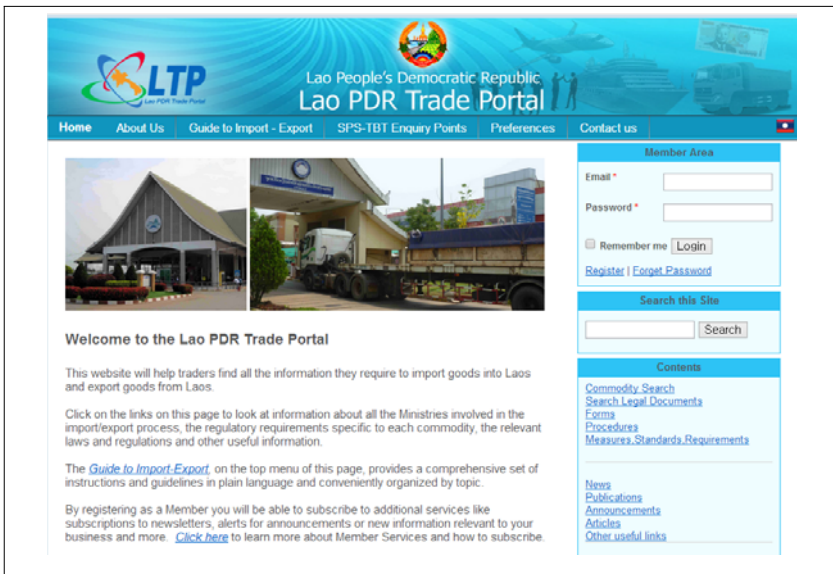 LTP
Lao PDR Trade Portal
Lao People's Democratic Republic
Lao PDR Trade Portal
Home About Us Guide to Import - Export SPS-TBT Enquiry Points Preferences Contact us
Welcome to the Lao PDR Trade Portal
This website will help traders find all the information they require to import goods into Laos
and export goods from Laos.
Click on the links on this page to look at information about all the Ministries involved in the
import/export process, the regulatory requirements specific to each commodity, the relevant
laws and regulations and other useful information.
The Guide to Import-Export, on the top menu of this page, provides a comprehensive set of
instructions and guidelines in plain language and conveniently organized by topic.
By registering as a Member you will be able to subscribe to additional services like
subscriptions to newsletters, alerts for announcements or new information relevant to your
business and more. Click here to learn more about Member Services and how to subscribe.
Member Area
Email *
Password *
Remember me Login
Register | Forget Password
Search this Site
Search
Contents
Commodity Search
Search Legal Documents
Forms
Procedures
Measures,Standards,Requirements
News
Publications
Announcements
Articles
Other useful links